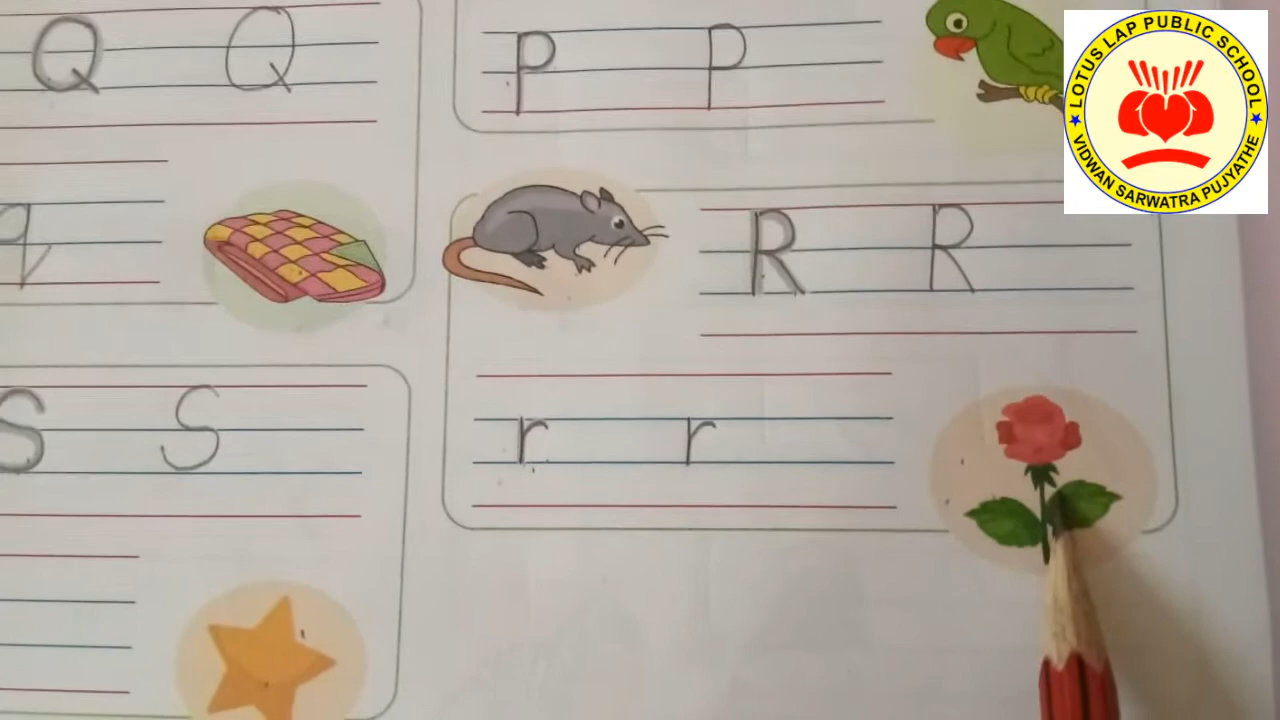 Q Q
P P
q
R R
S S
r r
LOTUS LAP PUBLIC SCHOOL
VIDWAN SARWATRA PUJYATHE